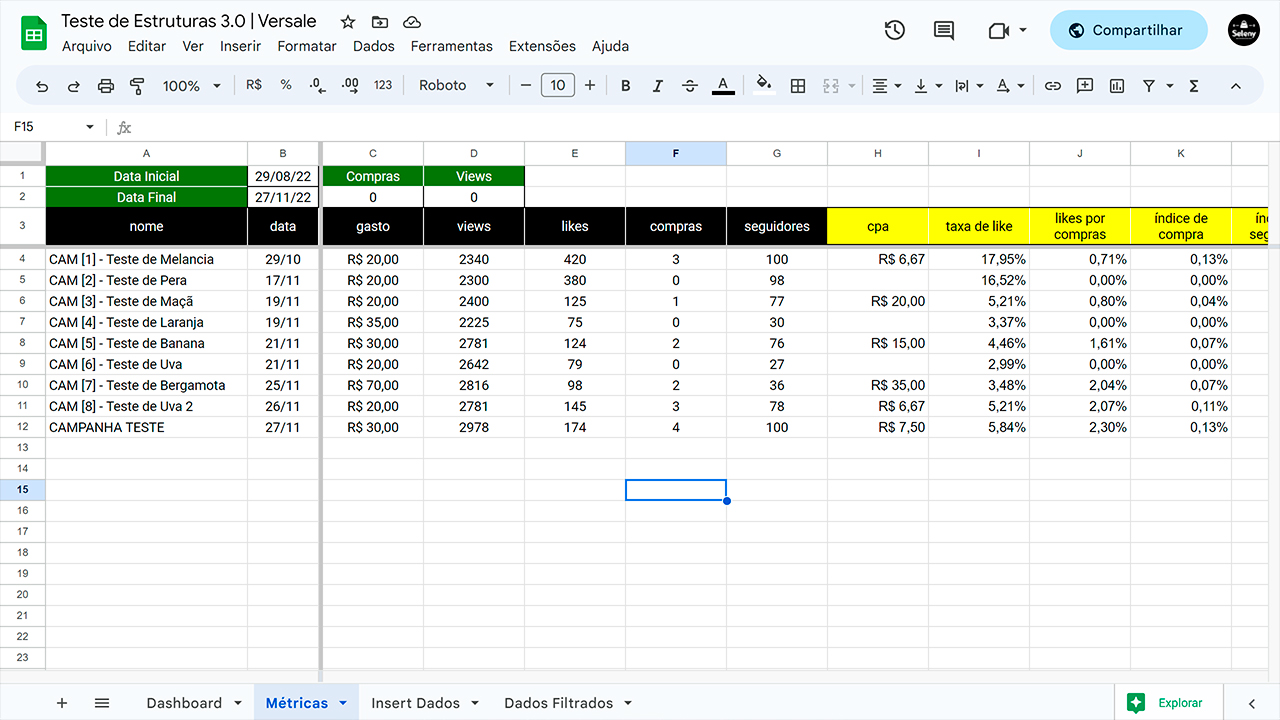 Teste de Estruturas 3.0 | Versale
Arquivo Editar Ver Inserir Formatar Dados Ferramentas Extensões Ajuda
Compartilhar
Seleny
100% R$ % .0 .00 123 Roboto 10 B I S A A Σ
F15 fx
A B C D E F G H I J K
1 Data Inicial 29/08/22 Compras Views
2 Data Final 27/11/22 0 0
3 nome data gasto views likes compras seguidores cpa taxa de like likes por compras índice de compra
4 CAM [1] - Teste de Melancia 29/10 R$ 20,00 2340 420 3 100 R$ 6,67 17,95% 0,71% 0,13%
5 CAM [2] - Teste de Pera 17/11 R$ 20,00 2300 380 0 98 16,52% 0,00% 0,00%
6 CAM [3] - Teste de Maçã 19/11 R$ 20,00 2400 125 1 77 R$ 20,00 5,21% 0,80% 0,04%
7 CAM [4] - Teste de Laranja 19/11 R$ 35,00 2225 75 0 30 3,37% 0,00% 0,00%
8 CAM [5] - Teste de Banana 21/11 R$ 30,00 2781 124 2 76 R$ 15,00 4,46% 1,61% 0,07%
9 CAM [6] - Teste de Uva 21/11 R$ 20,00 2642 79 0 27 2,99% 0,00% 0,00%
10 CAM [7] - Teste de Bergamota 25/11 R$ 70,00 2816 98 2 36 R$ 35,00 3,48% 2,04% 0,07%
11 CAM [8] - Teste de Uva 2 26/11 R$ 20,00 2781 145 3 78 R$ 6,67 5,21% 2,07% 0,11%
12 CAMPANHA TESTE 27/11 R$ 30,00 2978 174 4 100 R$ 7,50 5,84% 2,30% 0,13%
13
14
15
16
17
18
19
20
21
22
23
Dashboard Métricas Insert Dados Dados Filtrados Explorar